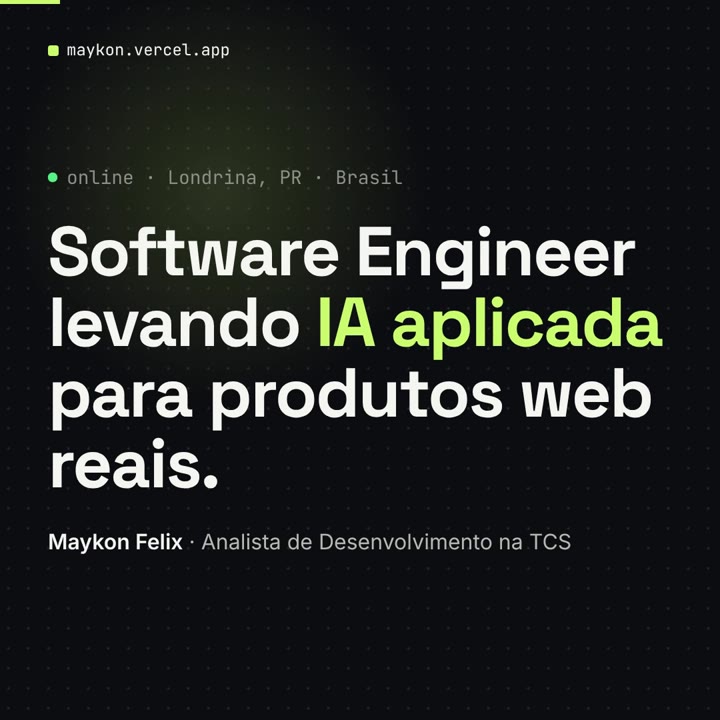 maykon.vercel.app
online · Londrina, PR · Brasil
Software Engineer
levando IA aplicada
para produtos web
reais.
Maykon Felix · Analista de Desenvolvimento na TCS